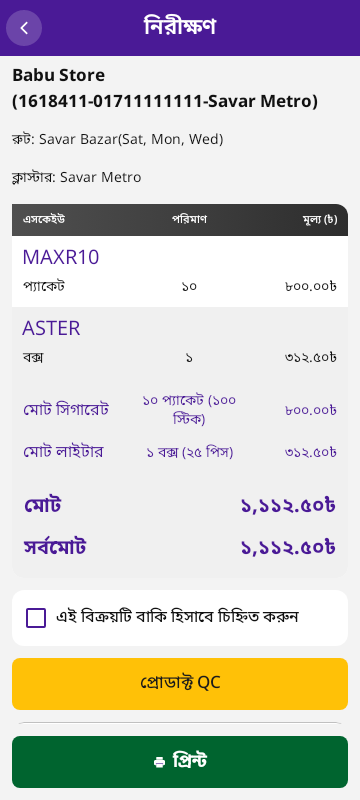 নিরীক্ষণ
Babu Store
(1618411-01711111111-Savar Metro)
রুট: Savar Bazar(Sat, Mon, Wed)
ক্লাস্টার: Savar Metro
এসকেইউ পরিমাণ মূল্য (৳)
MAXR10
প্যাকেট ১০ ৮০০.০০৳
ASTER
বক্স ১ ৩১২.৫০৳
মোট সিগারেট ১০ প্যাকেট (১০০ স্টিক) ৮০০.০০৳
মোট লাইটার ১ বক্স (২৫ পিস) ৩১২.৫০৳
মোট ১,১১২.৫০৳
সর্বমোট ১,১১২.৫০৳
এই বিক্রয়টি বাকি হিসাবে চিহ্নিত করুন
প্রোডাক্ট QC
প্রিন্ট